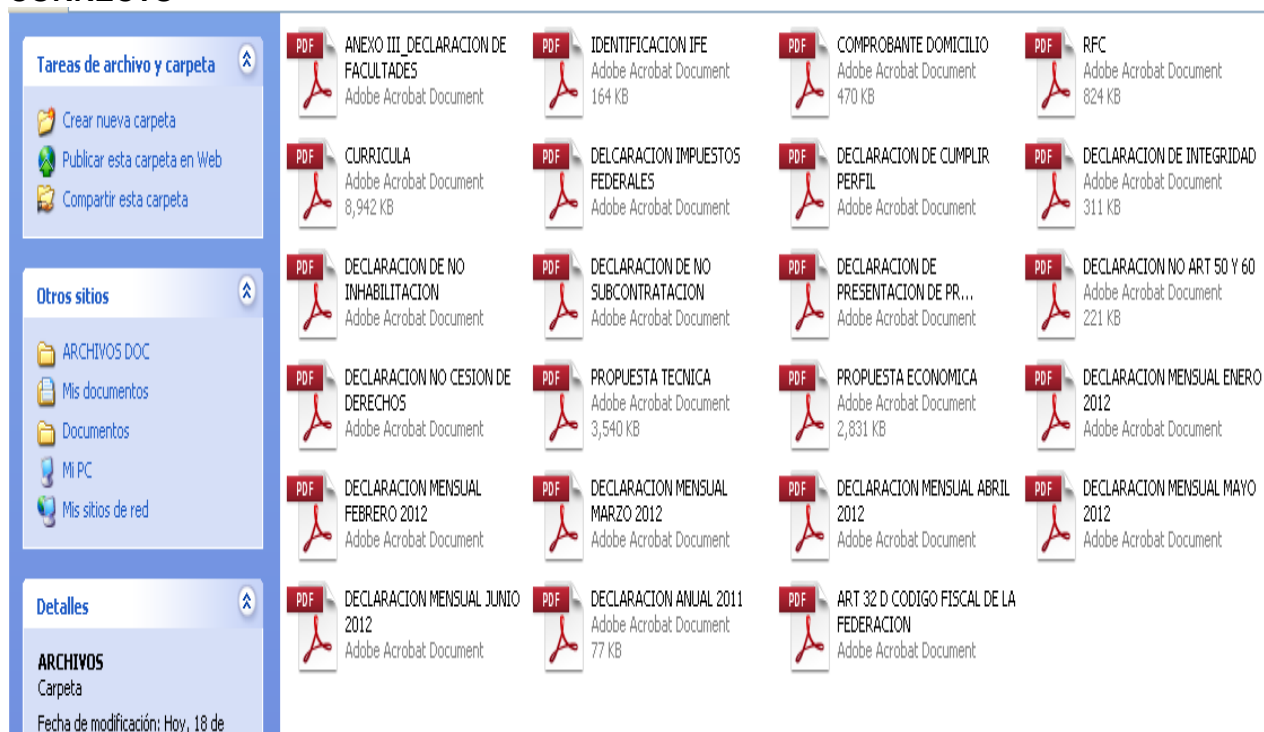 Tareas de archivo y carpeta
Crear nueva carpeta
Publicar esta carpeta en Web
Compartir esta carpeta
Otros sitios
ARCHIVOS DOC
Mis documentos
Documentos
Mi PC
Mis sitios de red
Detalles
ARCHIVOS
Carpeta
Fecha de modificación: Hoy, 18 de
PDF
ANEXO III_DECLARACION DE
FACULTADES
Adobe Acrobat Document
PDF
IDENTIFICACION IFE
Adobe Acrobat Document
164 KB
PDF
COMPROBANTE DOMICILIO
Adobe Acrobat Document
470 KB
PDF
RFC
Adobe Acrobat Document
824 KB
PDF
CURRICULA
Adobe Acrobat Document
8,942 KB
PDF
DELCARACION IMPUESTOS
FEDERALES
Adobe Acrobat Document
PDF
DECLARACION DE CUMPLIR
PERFIL
Adobe Acrobat Document
PDF
DECLARACION DE INTEGRIDAD
Adobe Acrobat Document
311 KB
PDF
DECLARACION DE NO
INHABILITACION
Adobe Acrobat Document
PDF
DECLARACION DE NO
SUBCONTRATACION
Adobe Acrobat Document
PDF
DECLARACION DE
PRESENTACION DE PR...
Adobe Acrobat Document
PDF
DECLARACION NO ART 50 Y 60
Adobe Acrobat Document
221 KB
PDF
DECLARACION NO CESION DE
DERECHOS
Adobe Acrobat Document
PDF
PROPUESTA TECNICA
Adobe Acrobat Document
3,540 KB
PDF
PROPUESTA ECONOMICA
Adobe Acrobat Document
2,831 KB
PDF
DECLARACION MENSUAL ENERO
2012
Adobe Acrobat Document
PDF
DECLARACION MENSUAL
FEBRERO 2012
Adobe Acrobat Document
PDF
DECLARACION MENSUAL
MARZO 2012
Adobe Acrobat Document
PDF
DECLARACION MENSUAL ABRIL
2012
Adobe Acrobat Document
PDF
DECLARACION MENSUAL MAYO
2012
Adobe Acrobat Document
PDF
DECLARACION MENSUAL JUNIO
2012
Adobe Acrobat Document
PDF
DECLARACION ANUAL 2011
Adobe Acrobat Document
77 KB
PDF
ART 32 D CODIGO FISCAL DE LA
FEDERACION
Adobe Acrobat Document